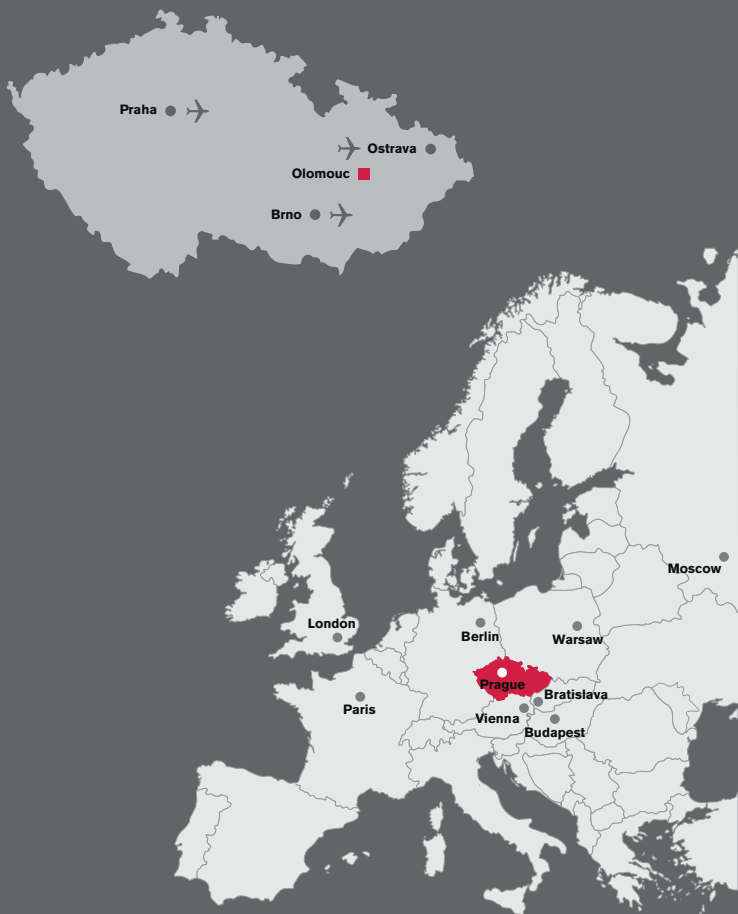 Praha
Ostrava
Olomouc
Brno
Moscow
London
Berlin
Warsaw
Prague
Bratislava
Paris
Vienna
Budapest